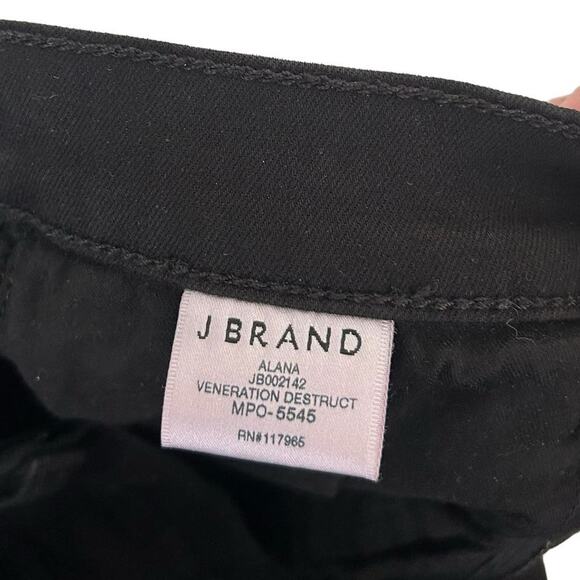 J BRAND
ALANA
JB002142
VENERATION DESTRUCT
MPO-5545
RN#117965